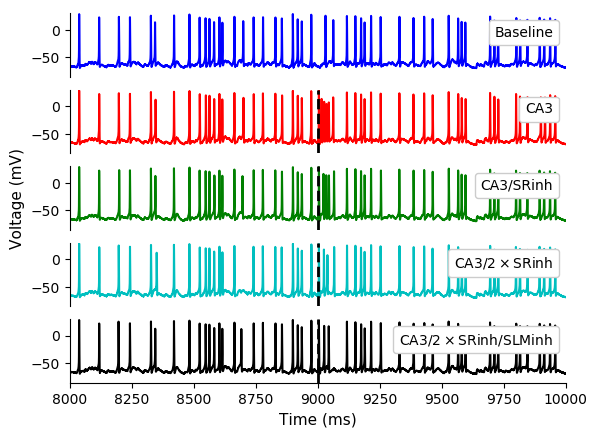 0
−50
Baseline
0
−50
CA3
0
−50
CA3/SRinh
0
−50
CA3/2 × SRinh
0
−50
CA3/2 × SRinh/SLMinh
Voltage (mV)
8000 8250 8500 8750 9000 9250 9500 9750 10000
Time (ms)